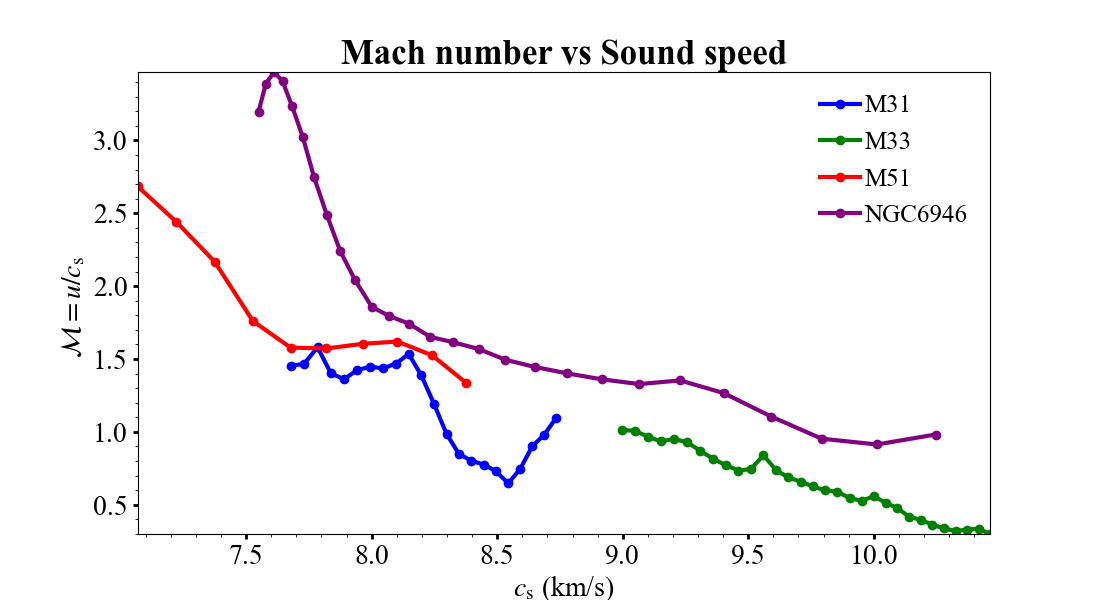 Mach number vs Sound speed
M31
M33
M51
NGC6946
3.0
2.5
2.0
1.5
1.0
0.5
ℳ = u/cₛ
7.5 8.0 8.5 9.0 9.5 10.0
cₛ (km/s)